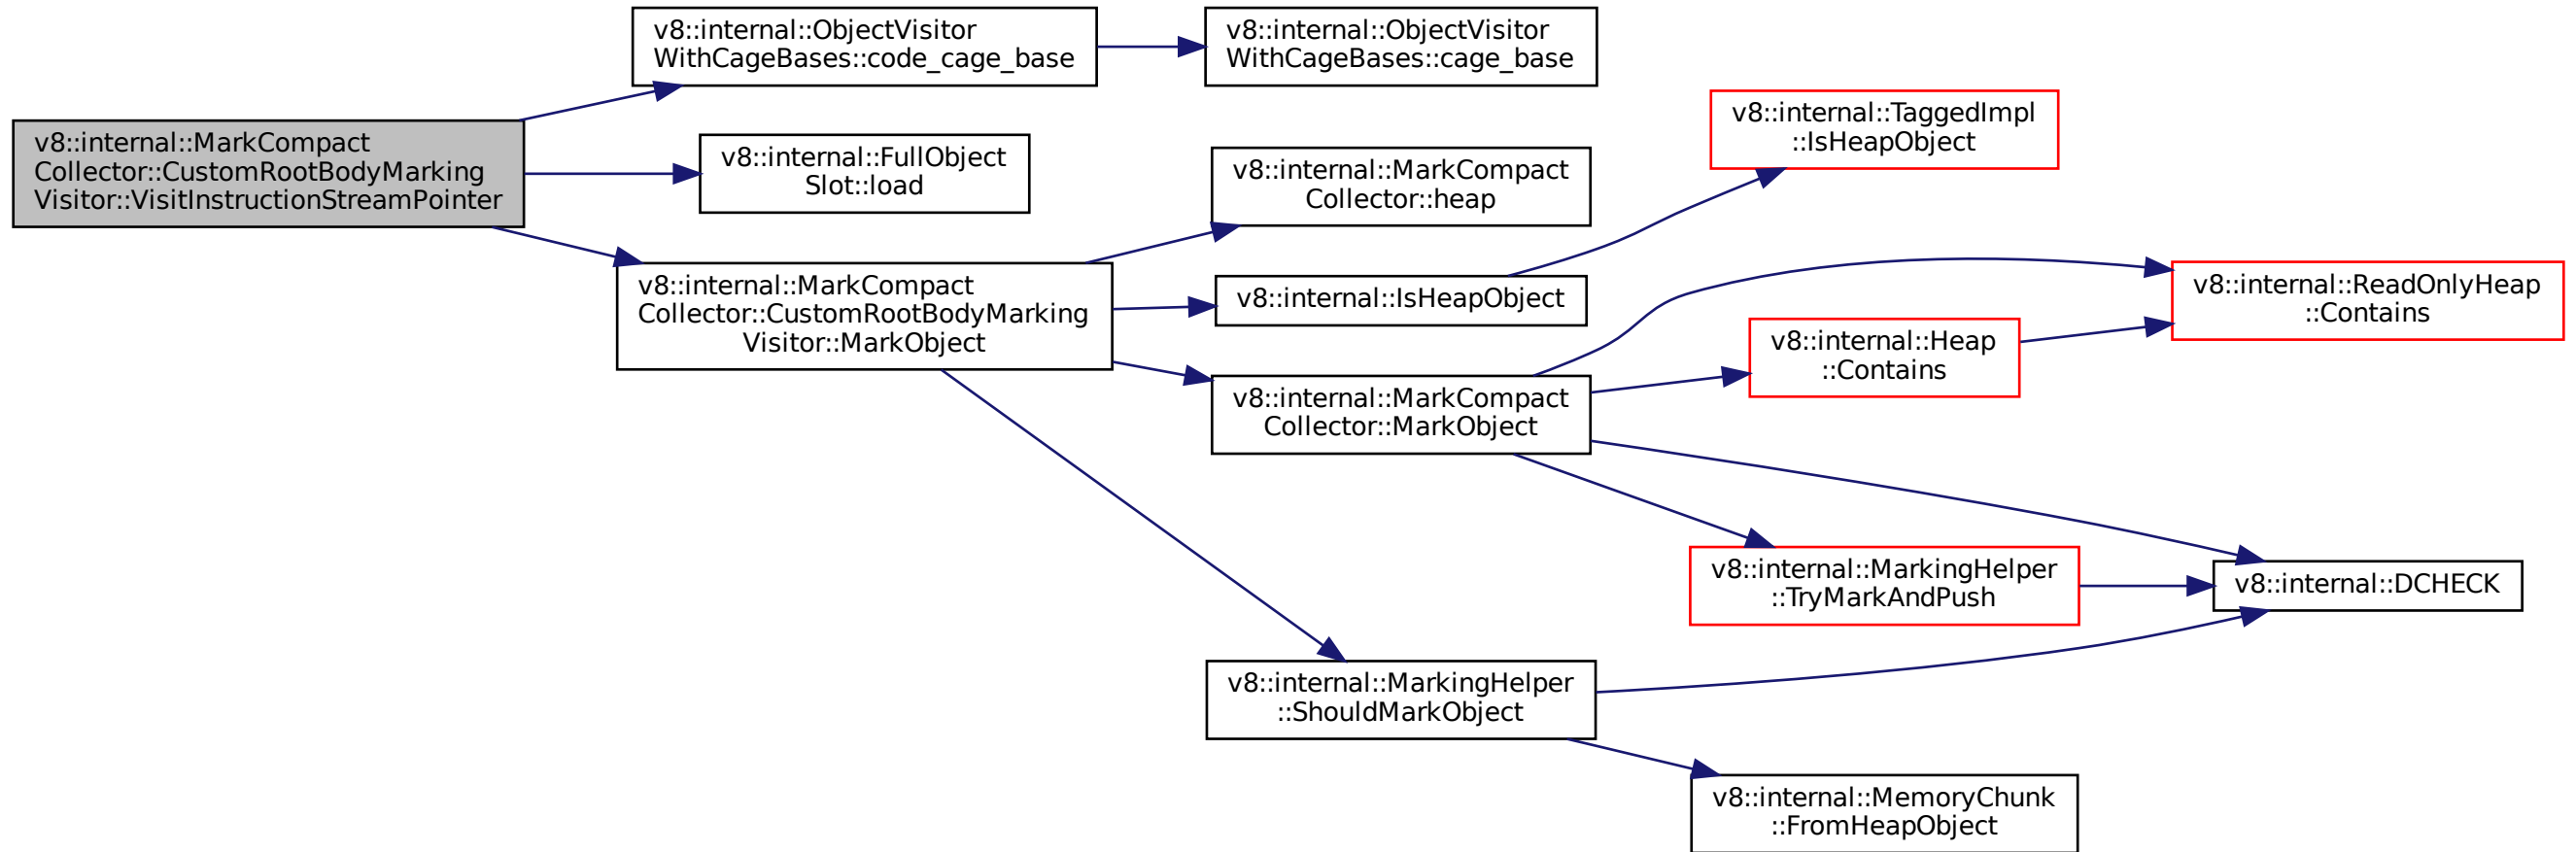 v8::internal::MarkCompact
Collector::CustomRootBodyMarking
Visitor::VisitInstructionStreamPointer
v8::internal::ObjectVisitor
WithCageBases::code_cage_base
v8::internal::ObjectVisitor
WithCageBases::cage_base
v8::internal::FullObject
Slot::load
v8::internal::MarkCompact
Collector::CustomRootBodyMarking
Visitor::MarkObject
v8::internal::MarkCompact
Collector::heap
v8::internal::IsHeapObject
v8::internal::TaggedImpl
::IsHeapObject
v8::internal::MarkCompact
Collector::MarkObject
v8::internal::Heap
::Contains
v8::internal::ReadOnlyHeap
::Contains
v8::internal::MarkingHelper
::TryMarkAndPush
v8::internal::DCHECK
v8::internal::MarkingHelper
::ShouldMarkObject
v8::internal::MemoryChunk
::FromHeapObject